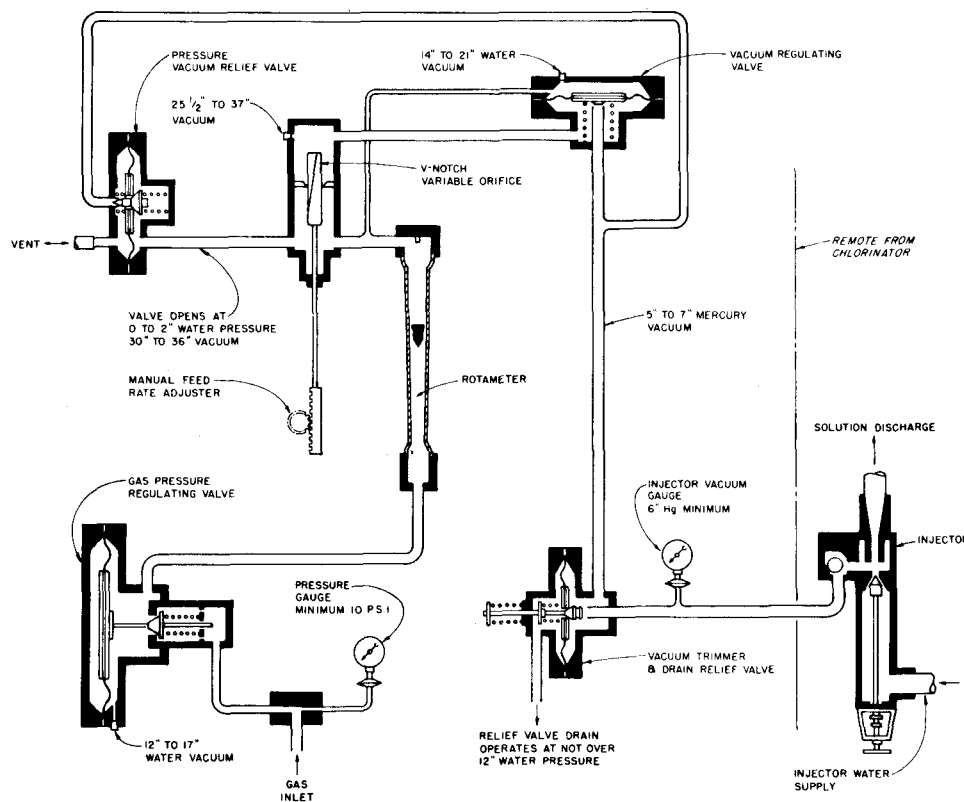 PRESSURE
VACUUM RELIEF VALVE
14" TO 21" WATER
VACUUM
VACUUM REGULATING
VALVE
25 1/2" TO 37"
VACUUM
V-NOTCH
VARIABLE ORIFICE
VENT
REMOTE FROM
CHLORINATOR
VALVE OPENS AT
0 TO 2" WATER PRESSURE
30" TO 36" VACUUM
5" TO 7" MERCURY
VACUUM
MANUAL FEED
RATE ADJUSTER
ROTAMETER
SOLUTION DISCHARGE
GAS PRESSURE
REGULATING VALVE
INJECTOR VACUUM
GAUGE
6" Hg MINIMUM
INJECTO
PRESSURE
GAUGE
MINIMUM 10 P.S.I
VACUUM TRIMMER
& DRAIN RELIEF VALVE
12" TO 17"
WATER VACUUM
GAS
INLET
RELIEF VALVE DRAIN
OPERATES AT NOT OVER
12" WATER PRESSURE
INJECTOR WATER
SUPPLY